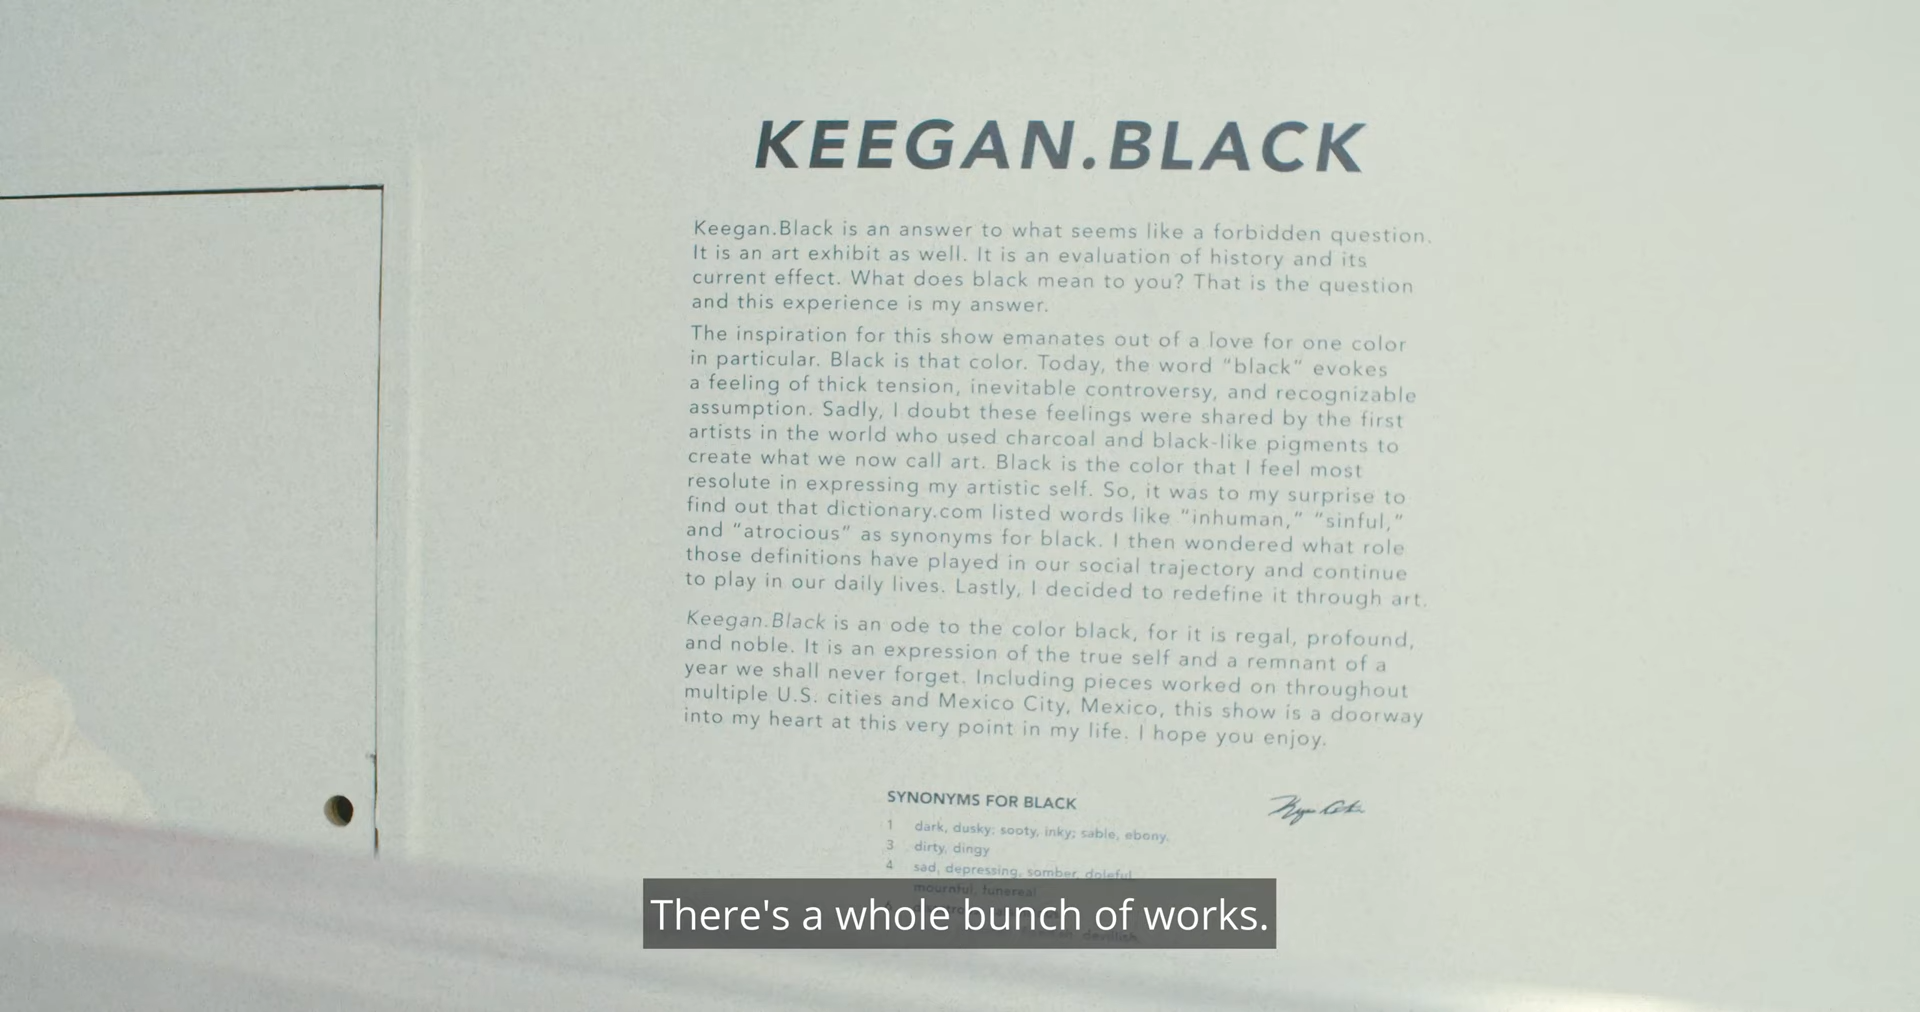 KEEGAN.BLACK
Keegan.Black is an answer to what seems like a forbidden question.
It is an art exhibit as well. It is an evaluation of history and its
current effect. What does black mean to you? That is the question
and this experience is my answer.
The inspiration for this show emanates out of a love for one color
in particular. Black is that color. Today, the word “black” evokes
a feeling of thick tension, inevitable controversy, and recognizable
assumption. Sadly, I doubt these feelings were shared by the first
artists in the world who used charcoal and black-like pigments to
create what we now call art. Black is the color that I feel most
resolute in expressing my artistic self. So, it was to my surprise to
find out that dictionary.com listed words like “inhuman,” “sinful,”
and “atrocious” as synonyms for black. I then wondered what role
those definitions have played in our social trajectory and continue
to play in our daily lives. Lastly, I decided to redefine it through art.
Keegan.Black is an ode to the color black, for it is regal, profound,
and noble. It is an expression of the true self and a remnant of a
year we shall never forget. Including pieces worked on throughout
multiple U.S. cities and Mexico City, Mexico, this show is a doorway
into my heart at this very point in my life. I hope you enjoy.
SYNONYMS FOR BLACK
1 dark, dusky; sooty, inky; sable, ebony.
3 dirty, dingy
4 sad, depressing, somber, doleful,
mournful, funereal
devilish
There's a whole bunch of works.